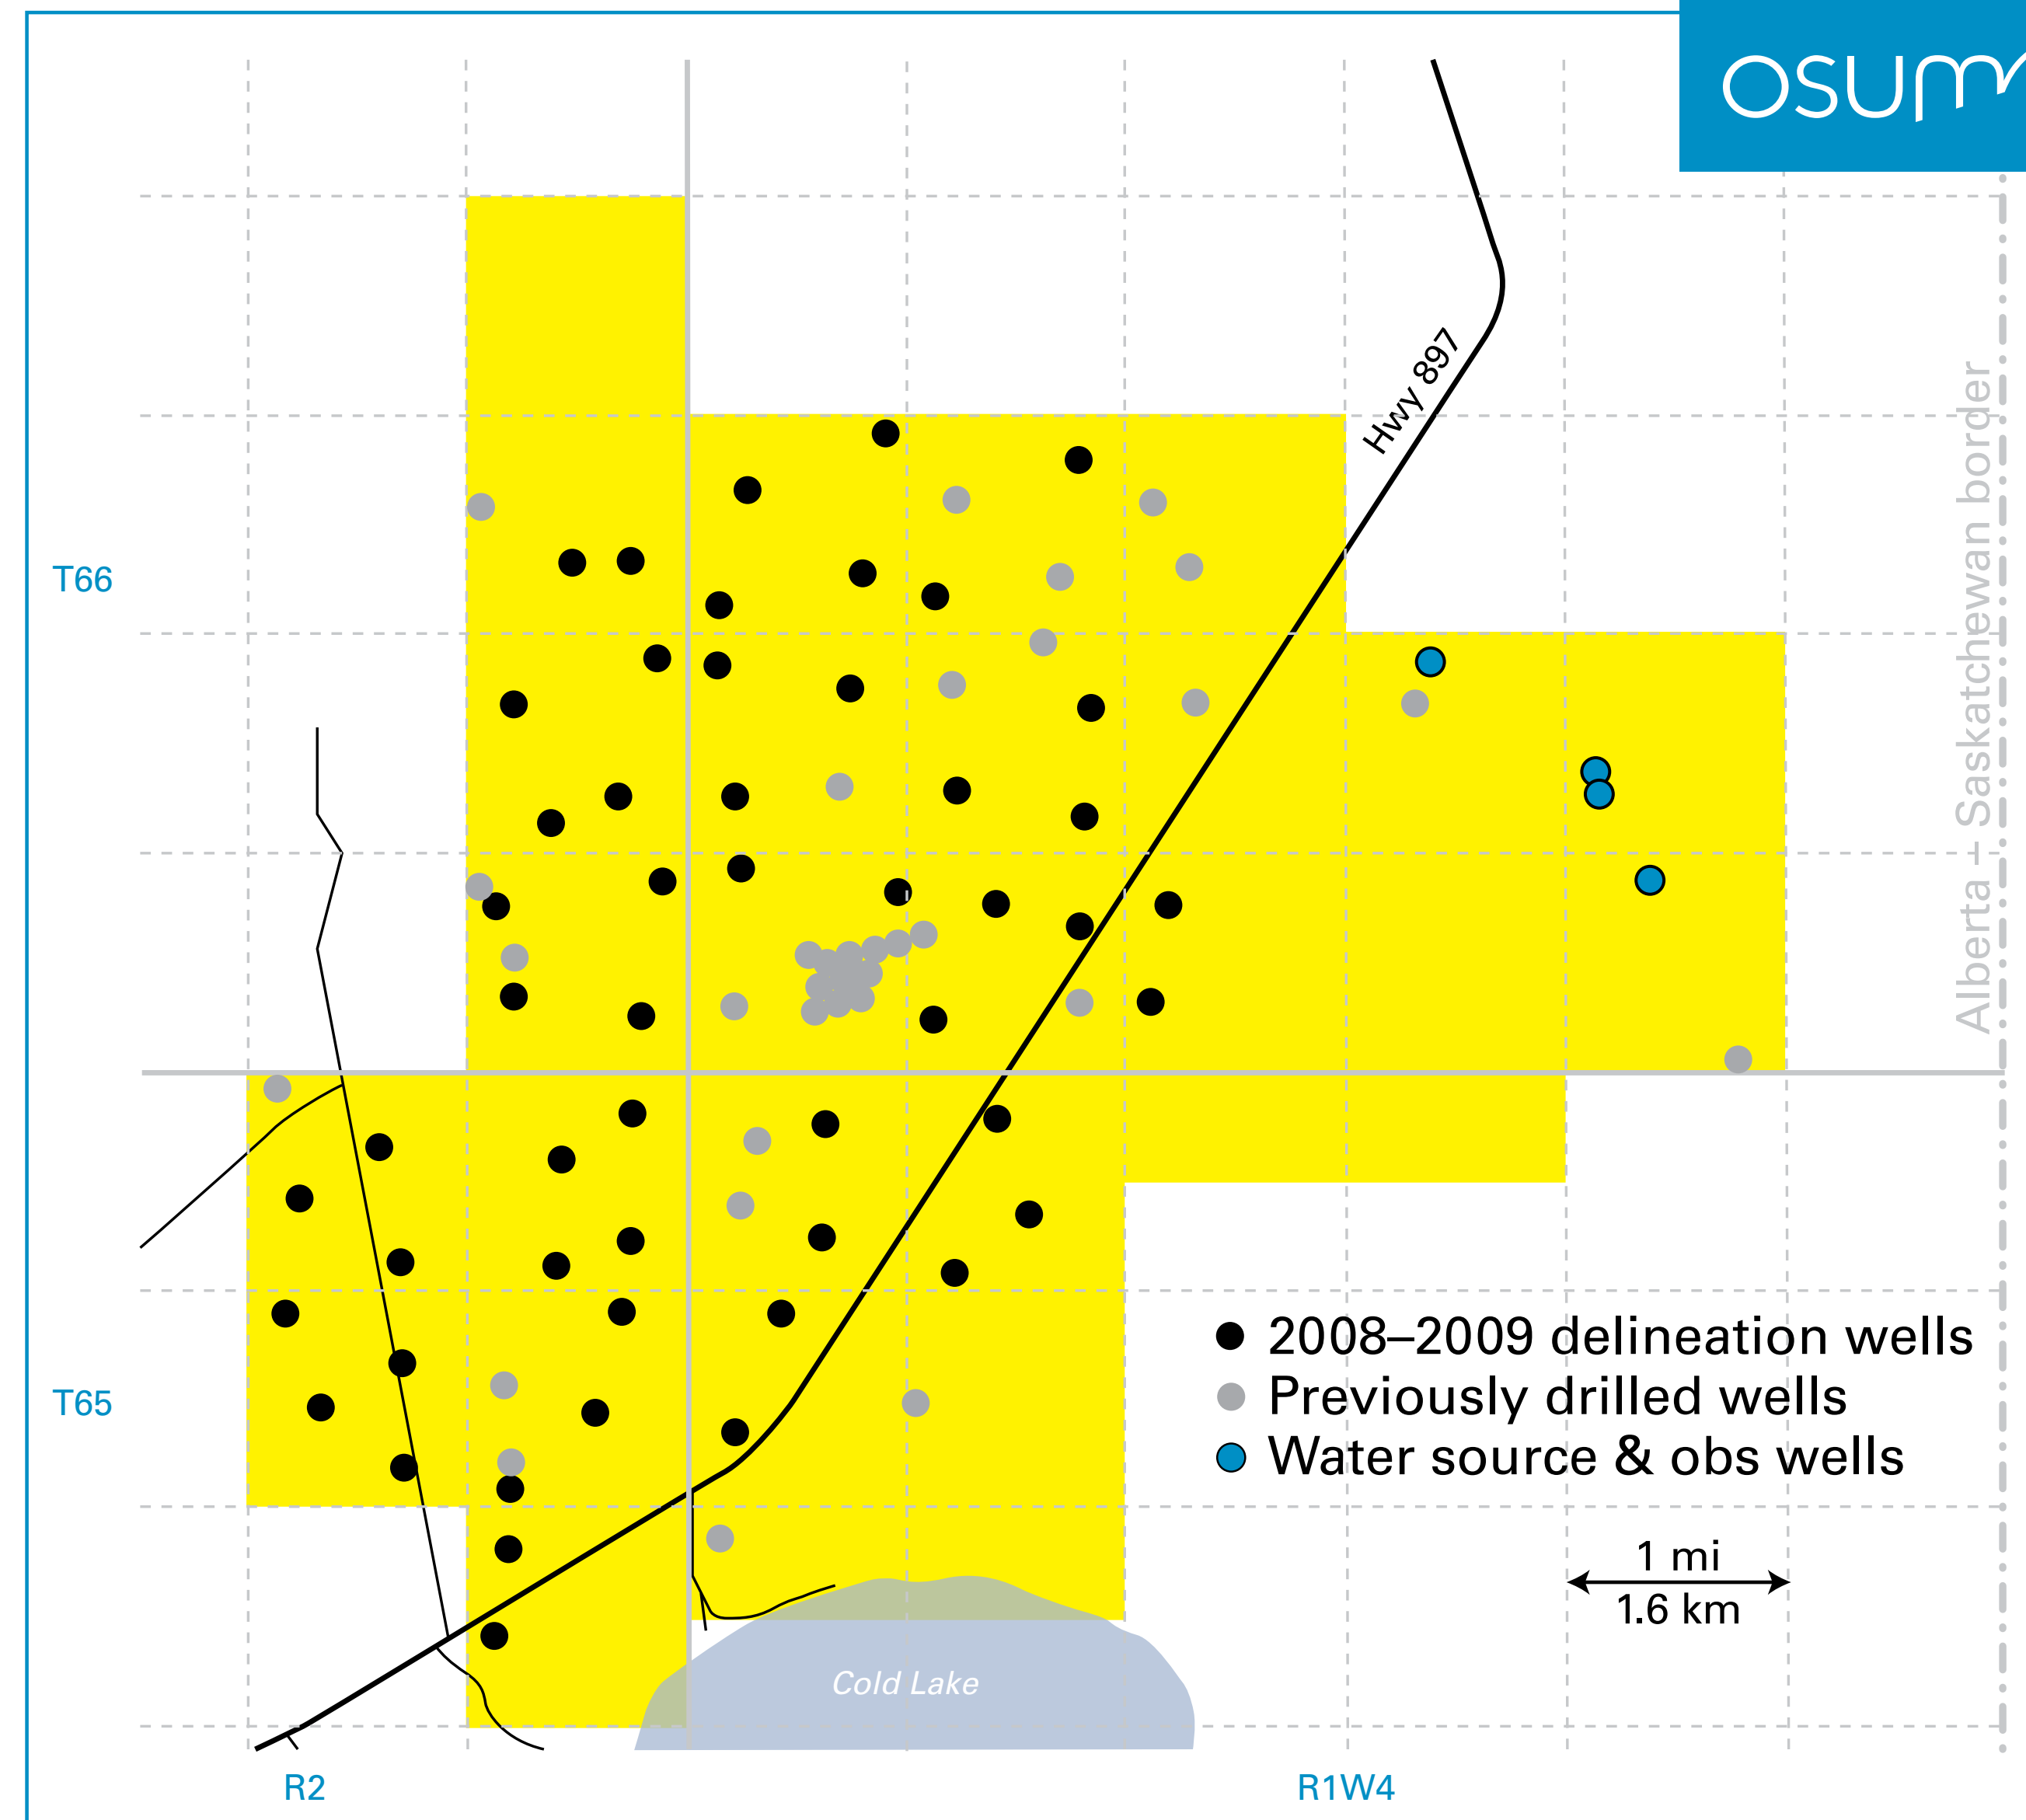 osum
Hwy 897
Alberta – Saskatchewan border
T66
2008–2009 delineation wells
Previously drilled wells
Water source & obs wells
T65
1 mi
1.6 km
Cold Lake
R2
R1W4